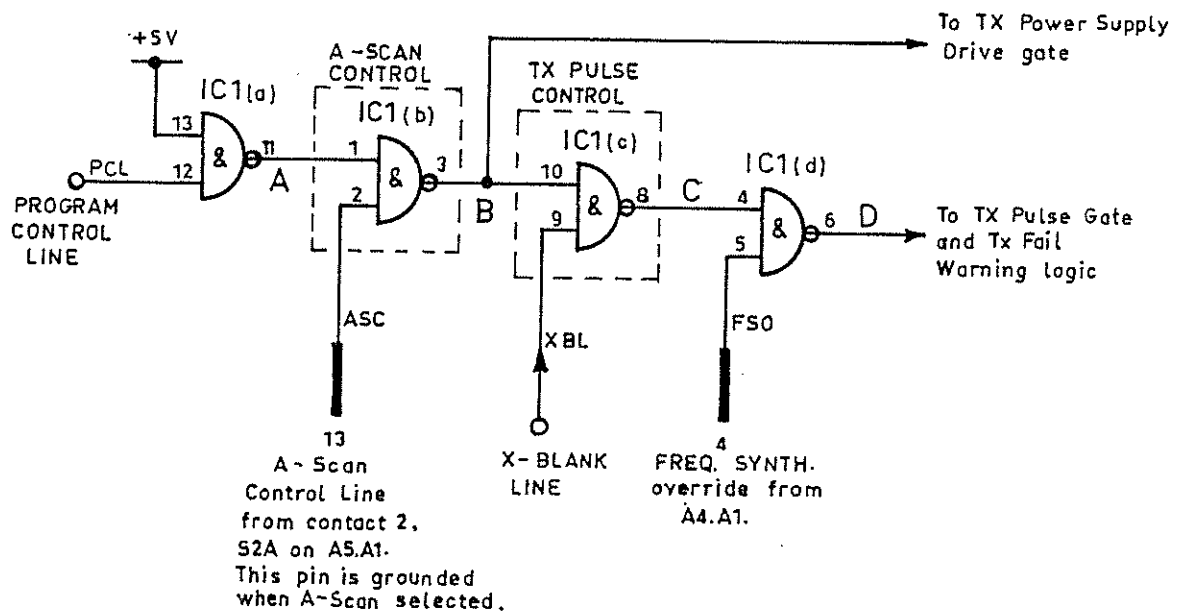 To TX Power Supply
Drive gate
+5V
A-SCAN
CONTROL
TX PULSE
CONTROL
IC1(a)
IC1(b)
IC1(c)
IC1(d)
13
&
11
12
PCL
A
1
&
3
2
B
10
&
8
9
C
4
&
6
5
D
PROGRAM
CONTROL
LINE
To TX Pulse Gate
and Tx Fail
Warning logic
ASC
XBL
FSO
13
A-Scan
Control Line
from contact 2,
S2A on A5.A1.
This pin is grounded
when A-Scan selected.
X-BLANK
LINE
4
FREQ. SYNTH.
override from
A4.A1.